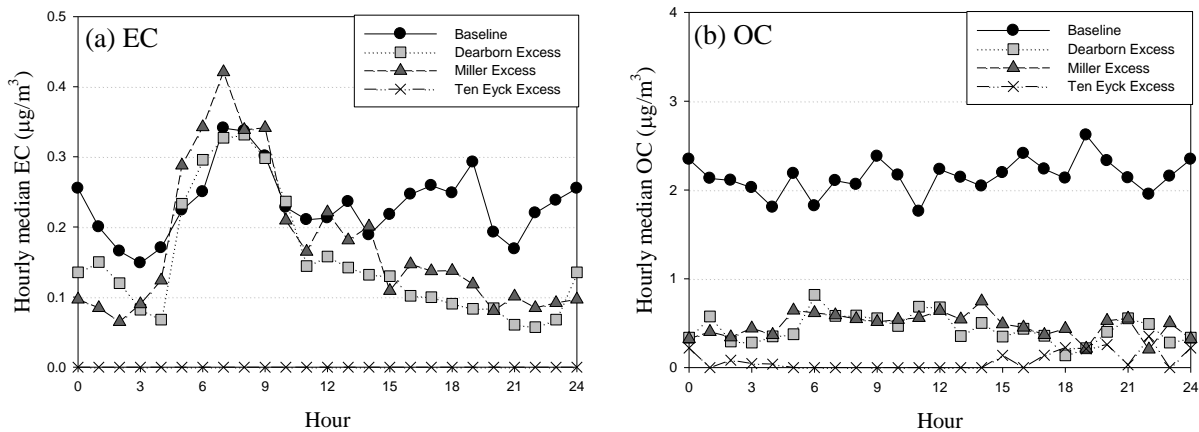 (a) EC
Baseline
Dearborn Excess
Miller Excess
Ten Eyck Excess
Hourly median EC (µg/m³)
0.5
0.4
0.3
0.2
0.1
0.0
0 3 6 9 12 15 18 21 24
Hour
(b) OC
Baseline
Dearborn Excess
Miller Excess
Ten Eyck Excess
Hourly median OC (µg/m³)
4
3
2
1
0
0 3 6 9 12 15 18 21 24
Hour